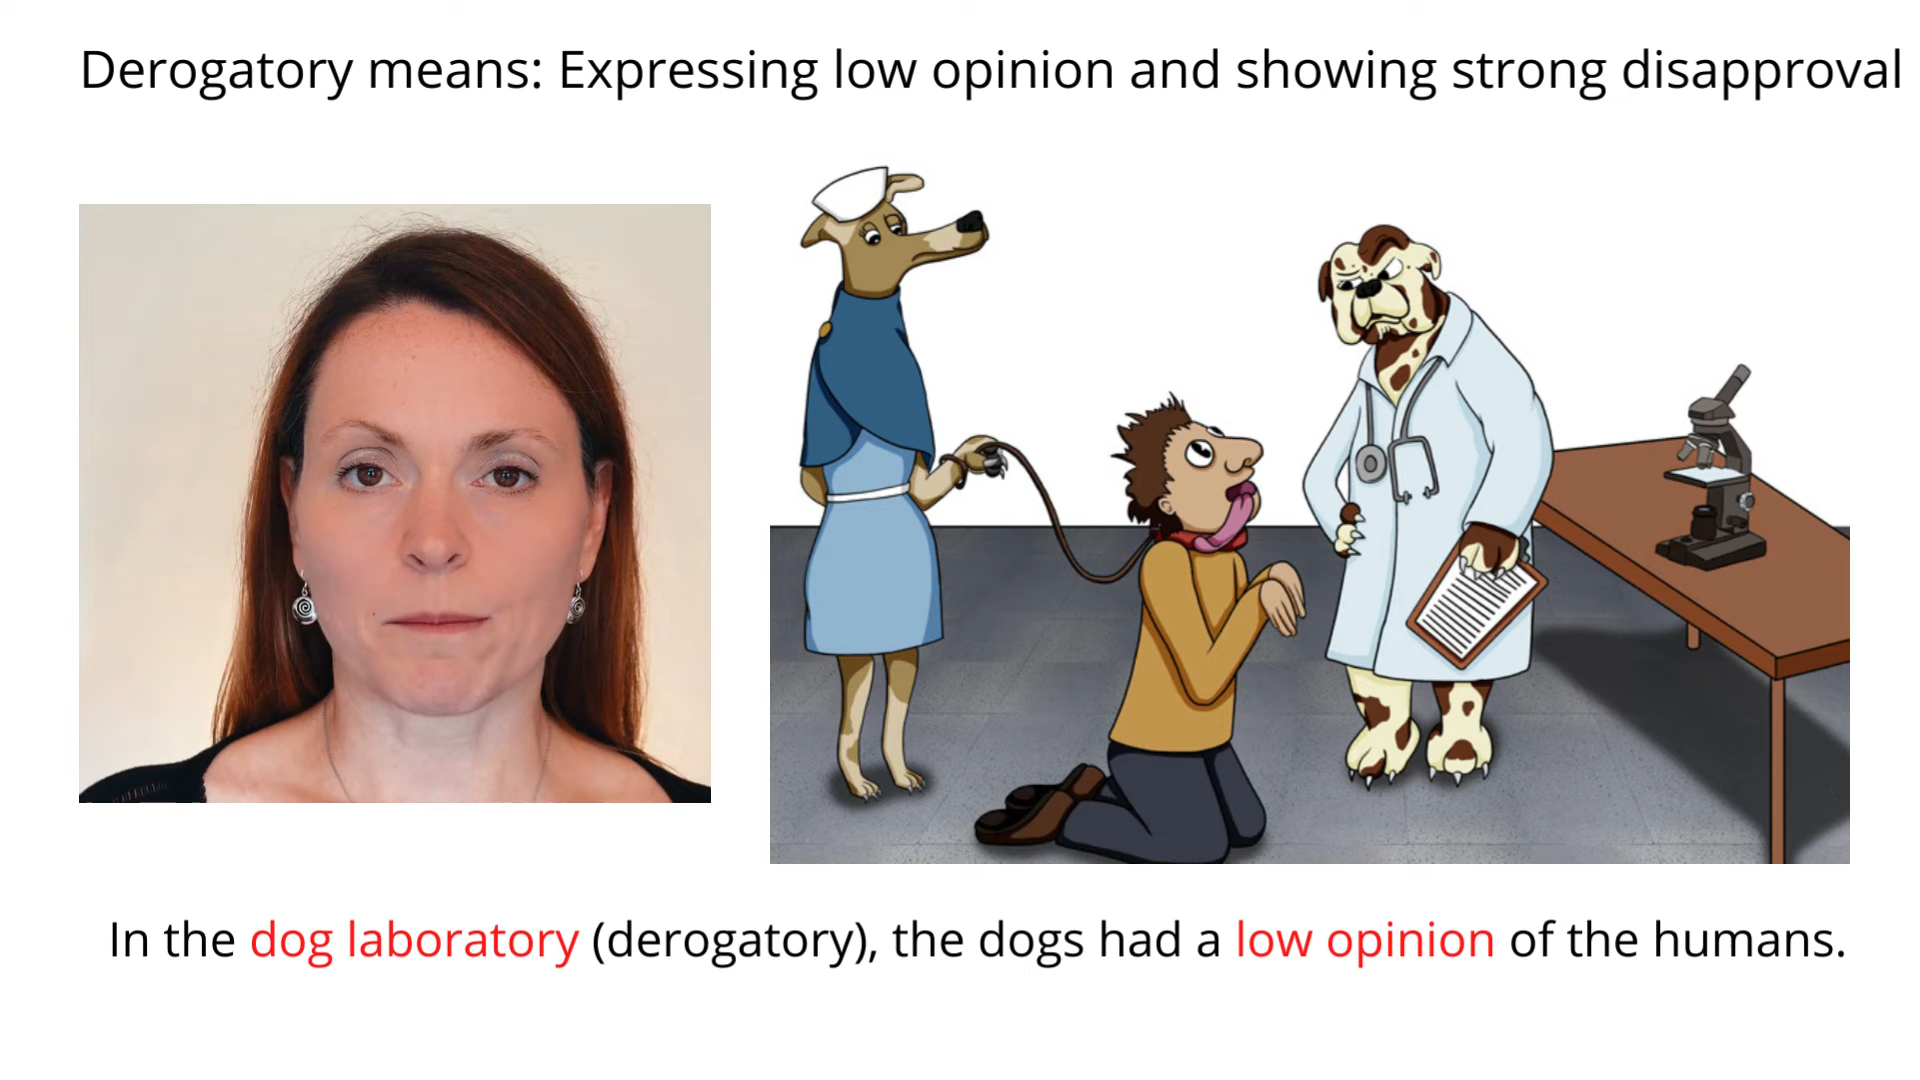 Derogatory means: Expressing low opinion and showing strong disapproval
In the dog laboratory (derogatory), the dogs had a low opinion of the humans.